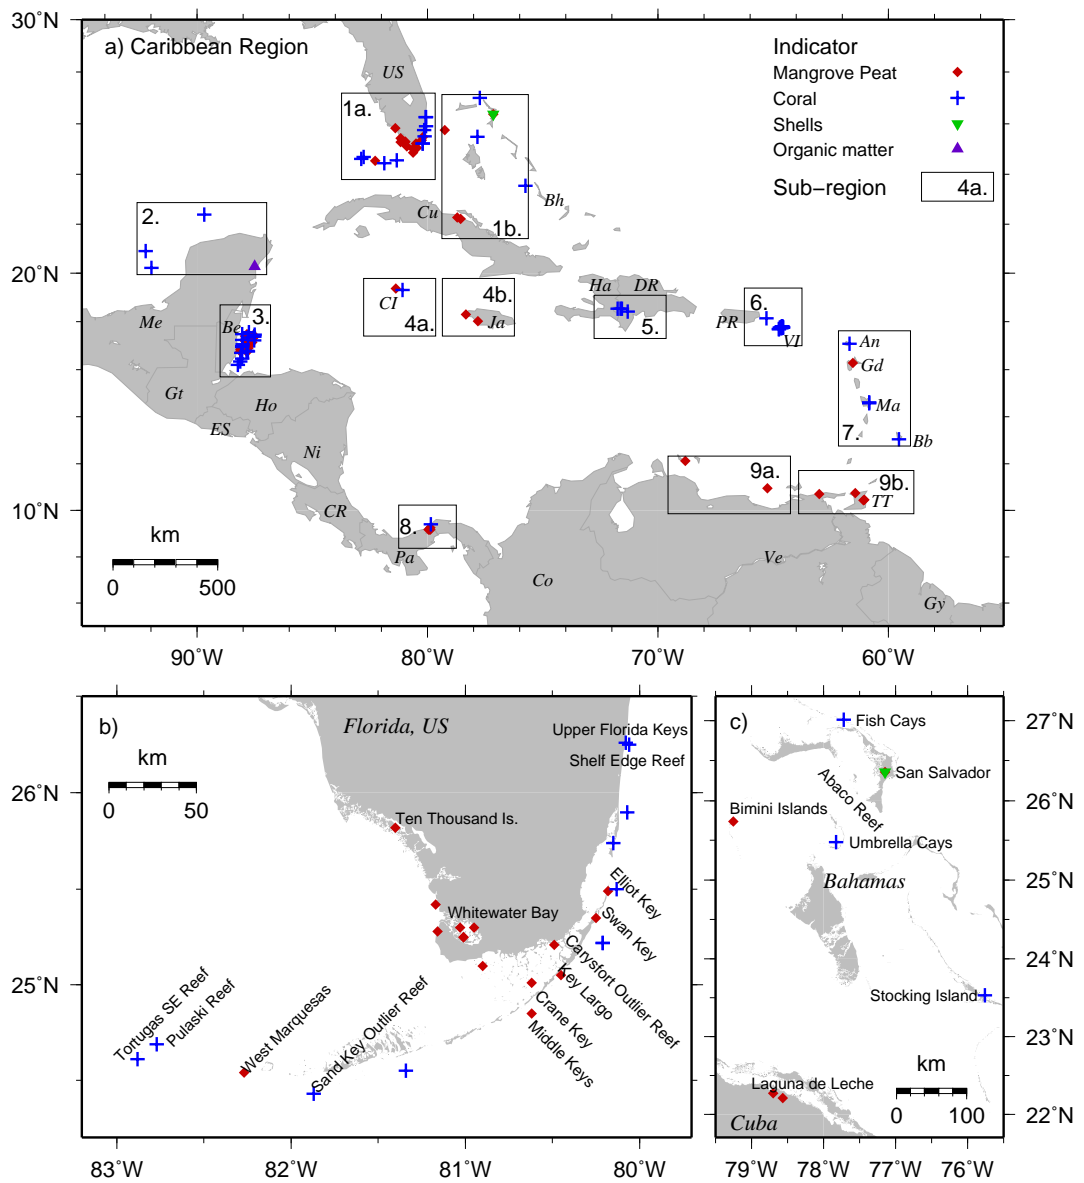 30˚N
20˚N
10˚N
90˚W
80˚W
70˚W
60˚W
a) Caribbean Region
Indicator
Mangrove Peat
Coral
Shells
Organic matter
Sub−region
4a.
US
1a.
Bh
Cu
1b.
2.
Me
Be
3.
Gt
Ho
ES
Ni
CR
CI
4a.
4b.
Ja
Ha
DR
5.
6.
PR
VI
An
Gd
Ma
7.
Bb
9a.
9b.
TT
8.
Pa
Co
Ve
Gy
km
0
500
b)
Florida, US
km
0
50
Upper Florida Keys
Shelf Edge Reef
Ten Thousand Is.
Whitewater Bay
Elliot Key
Swan Key
Carysfort Outlier Reef
Key Largo
Crane Key
Middle Keys
Tortugas SE Reef
Pulaski Reef
West Marquesas
Sand Key Outlier Reef
26˚N
25˚N
83˚W
82˚W
81˚W
80˚W
c)
Fish Cays
San Salvador
Abaco Reef
Bimini Islands
Umbrella Cays
Bahamas
Stocking Island
Laguna de Leche
Cuba
km
0
100
27˚N
26˚N
25˚N
24˚N
23˚N
22˚N
79˚W
78˚W
77˚W
76˚W